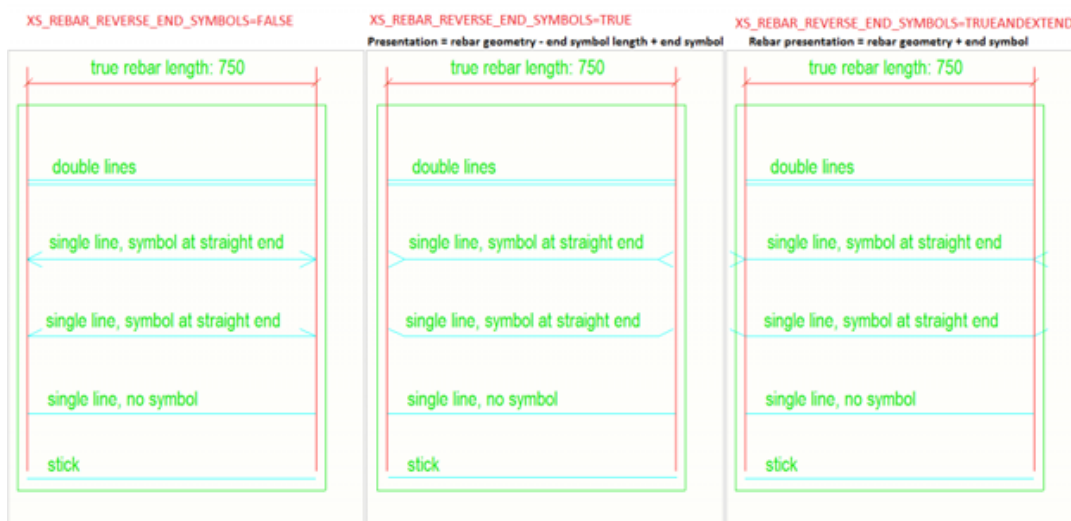 XS_REBAR_REVERSE_END_SYMBOLS=FALSE
true rebar length: 750
double lines
single line, symbol at straight end
single line, symbol at straight end
single line, no symbol
stick
XS_REBAR_REVERSE_END_SYMBOLS=TRUE
Presentation = rebar geometry - end symbol length + end symbol
true rebar length: 750
double lines
single line, symbol at straight end
single line, symbol at straight end
single line, no symbol
stick
XS_REBAR_REVERSE_END_SYMBOLS=TRUEANDEXTEND
Rebar presentation = rebar geometry + end symbol
true rebar length: 750
double lines
single line, symbol at straight end
single line, symbol at straight end
single line, no symbol
stick